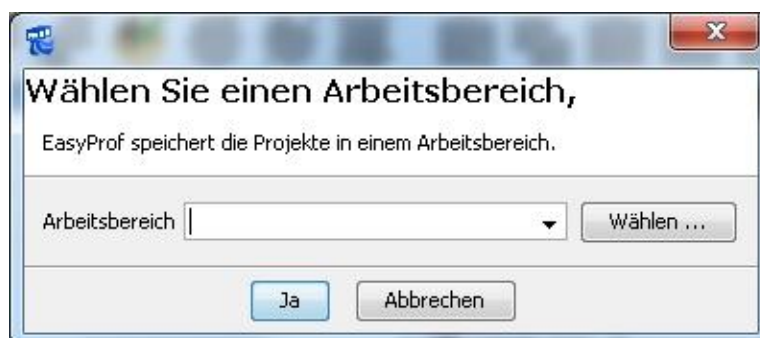 Wählen Sie einen Arbeitsbereich,
EasyProf speichert die Projekte in einem Arbeitsbereich.
Arbeitsbereich Wählen ...
Ja Abbrechen